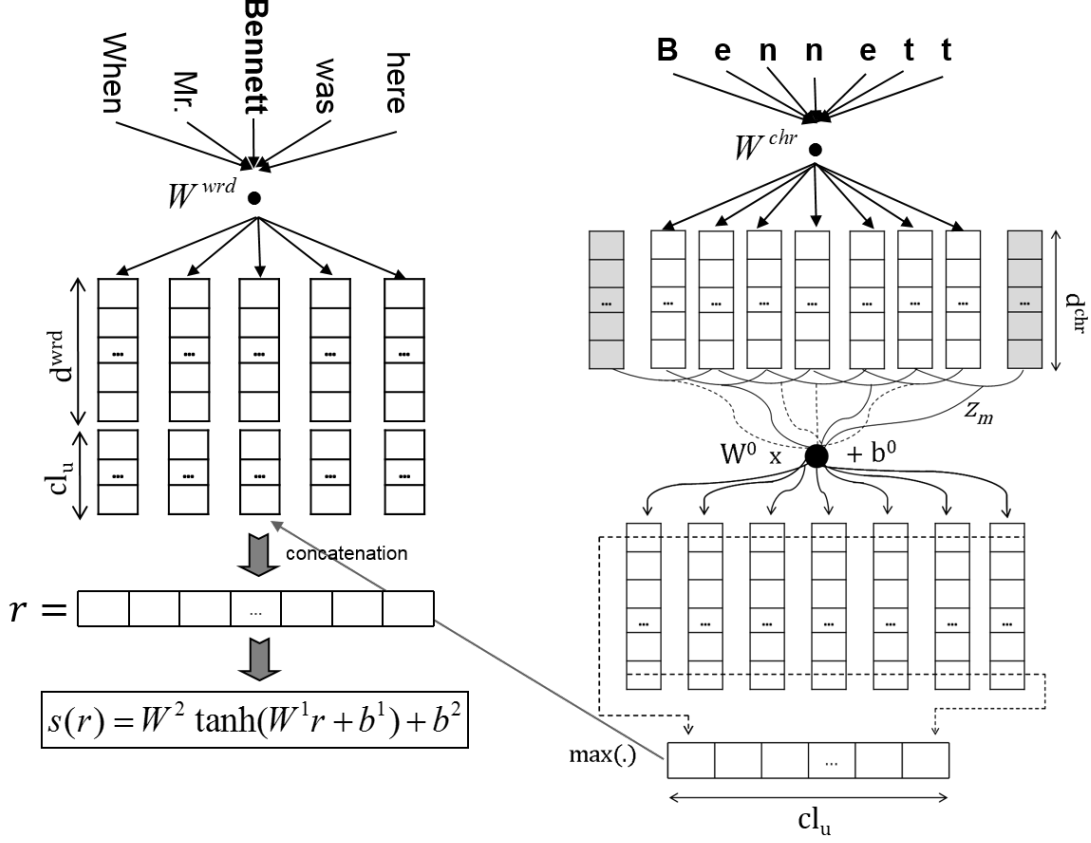 When Mr. Bennett was here
W^wrd
d^wrd
... ... ... ... ...
cl_u
... ... ... ... ...
concatenation
r = ...
s(r) = W^2 tanh(W^1 r + b^1) + b^2
B e n n e t t
W^chr
... ... ... ... ... ... ... ... ...
d^chr
z_m
W^0 x + b^0
... ... ... ... ... ... ...
max(.)
...
cl_u